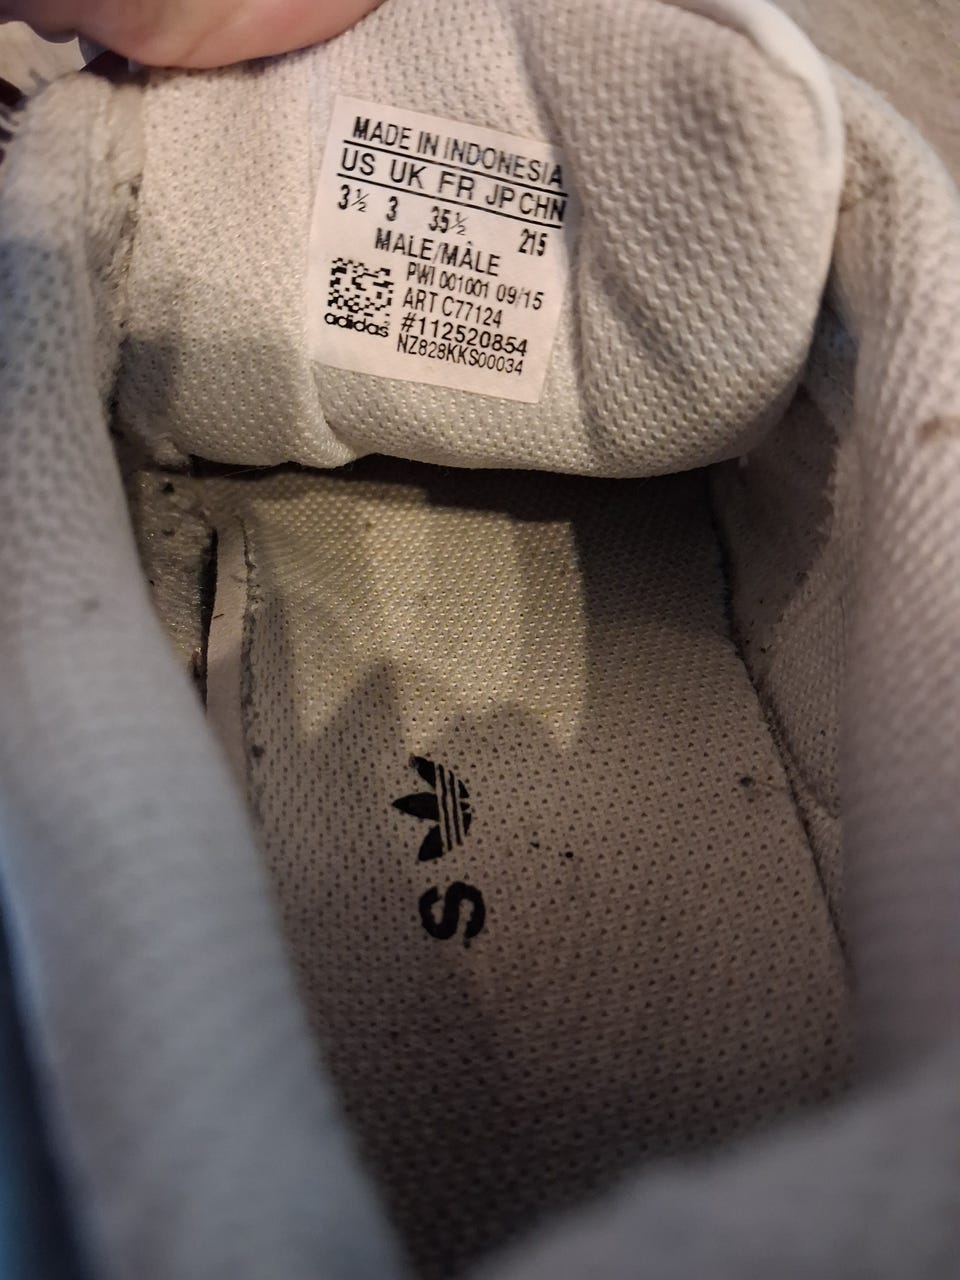 MADE IN INDONESIA
US UK FR JP CHN
3½ 3 35½ 215
MALE/MÂLE
PWI 001001 09/15
ART C77124
#112520854
NZ828KKS00034
adidas
S